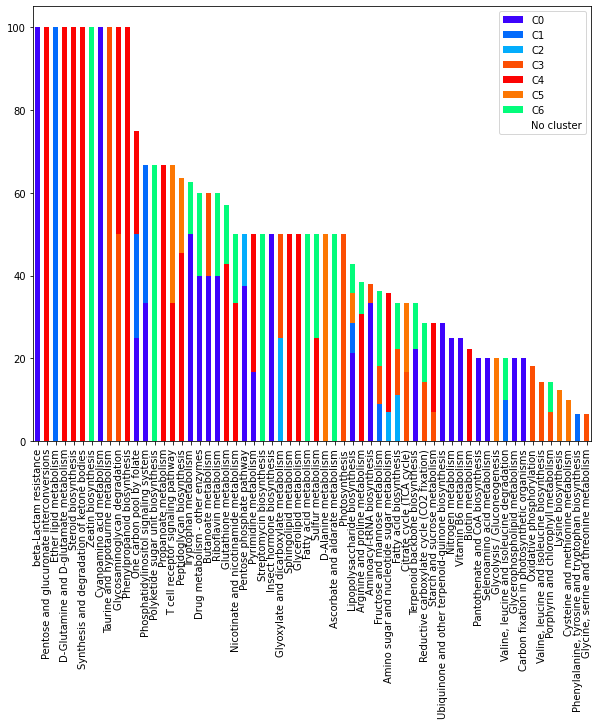 100
80
60
40
20
0
C0
C1
C2
C3
C4
C5
C6
No cluster
beta-Lactam resistance
Pentose and glucuronate interconversions
Ether lipid metabolism
D-Glutamine and D-glutamate metabolism
Steroid biosynthesis
Synthesis and degradation of ketone bodies
Zeatin biosynthesis
Cyanoamino acid metabolism
Taurine and hypotaurine metabolism
Glycosaminoglycan degradation
Phenylpropanoid biosynthesis
One carbon pool by folate
Phosphatidylinositol signaling system
Polyketide sugar unit biosynthesis
Propanoate metabolism
T cell receptor signaling pathway
Peptidoglycan biosynthesis
Tryptophan metabolism
Drug metabolism - other enzymes
Butanoate metabolism
Riboflavin metabolism
Glutathione metabolism
Nicotinate and nicotinamide metabolism
Pentose phosphate pathway
Pyrimidine metabolism
Streptomycin biosynthesis
Insect hormone biosynthesis
Glyoxylate and dicarboxylate metabolism
Sphingolipid metabolism
Glycerolipid metabolism
Fatty acid metabolism
Sulfur metabolism
D-Alanine metabolism
Ascorbate and aldarate metabolism
Photosynthesis
Lipopolysaccharide biosynthesis
Arginine and proline metabolism
Aminoacyl-tRNA biosynthesis
Fructose and mannose metabolism
Amino sugar and nucleotide sugar metabolism
Fatty acid biosynthesis
Citrate cycle (TCA cycle)
Terpenoid backbone biosynthesis
Reductive carboxylate cycle (CO2 fixation)
Starch and sucrose metabolism
Ubiquinone and other terpenoid-quinone biosynthesis
Nitrogen metabolism
Vitamin B6 metabolism
Biotin metabolism
Pantothenate and CoA biosynthesis
Selenoamino acid metabolism
Glycolysis / Gluconeogenesis
Valine, leucine and isoleucine degradation
Glycerophospholipid metabolism
Carbon fixation in photosynthetic organisms
Oxidative phosphorylation
Valine, leucine and isoleucine biosynthesis
Porphyrin and chlorophyll metabolism
Lysine biosynthesis
Cysteine and methionine metabolism
Phenylalanine, tyrosine and tryptophan biosynthesis
Glycine, serine and threonine metabolism